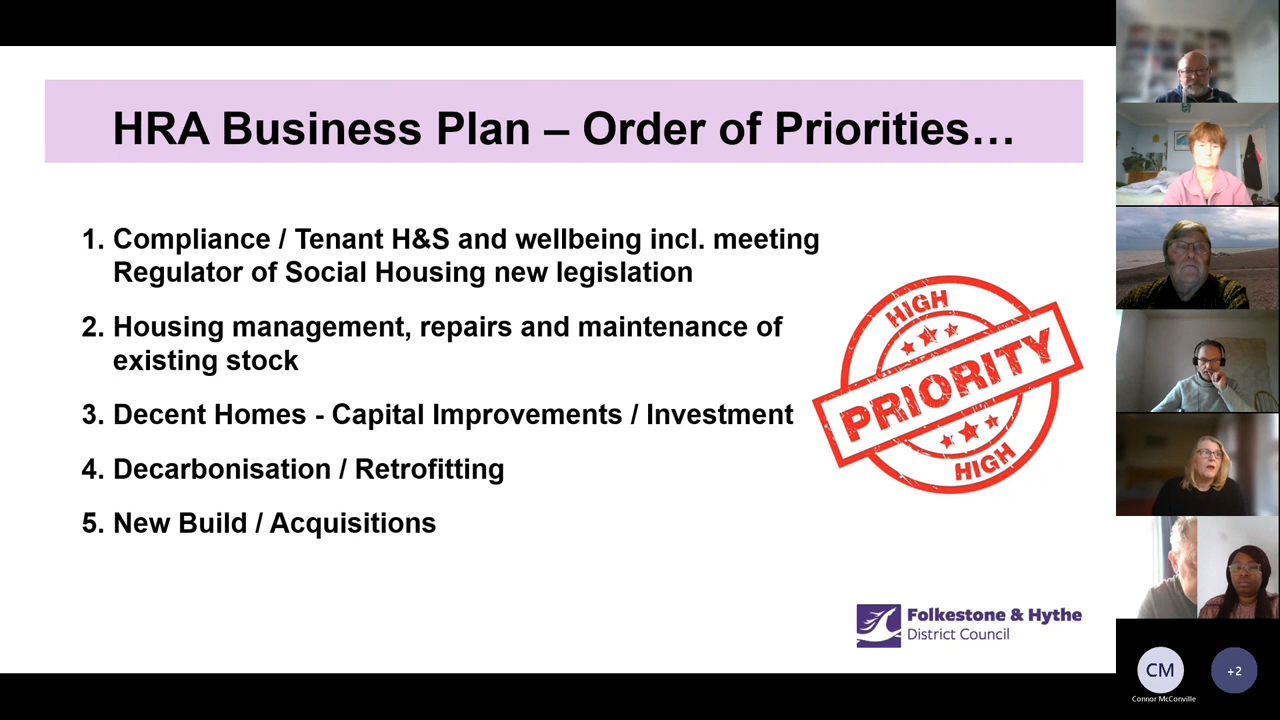 HRA Business Plan – Order of Priorities…
1. Compliance / Tenant H&S and wellbeing incl. meeting
Regulator of Social Housing new legislation
2. Housing management, repairs and maintenance of
existing stock
3. Decent Homes - Capital Improvements / Investment
4. Decarbonisation / Retrofitting
5. New Build / Acquisitions
HIGH
PRIORITY
HIGH
Folkestone & Hythe
District Council
CM
+2
Connor McConville